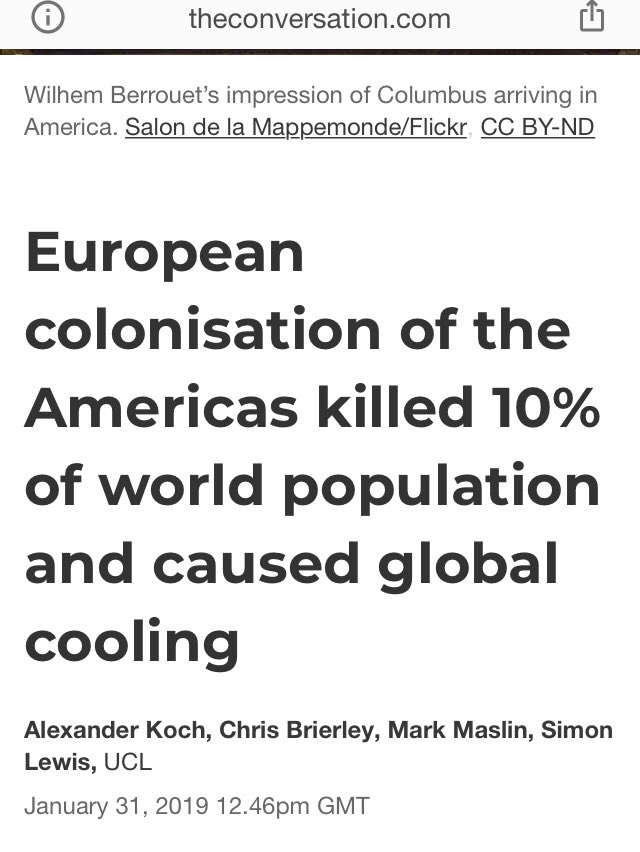 theconversation.com
Wilhem Berrouet’s impression of Columbus arriving in
America. Salon de la Mappemonde/Flickr, CC BY-ND
European
colonisation of the
Americas killed 10%
of world population
and caused global
cooling
Alexander Koch, Chris Brierley, Mark Maslin, Simon
Lewis, UCL
January 31, 2019 12.46pm GMT